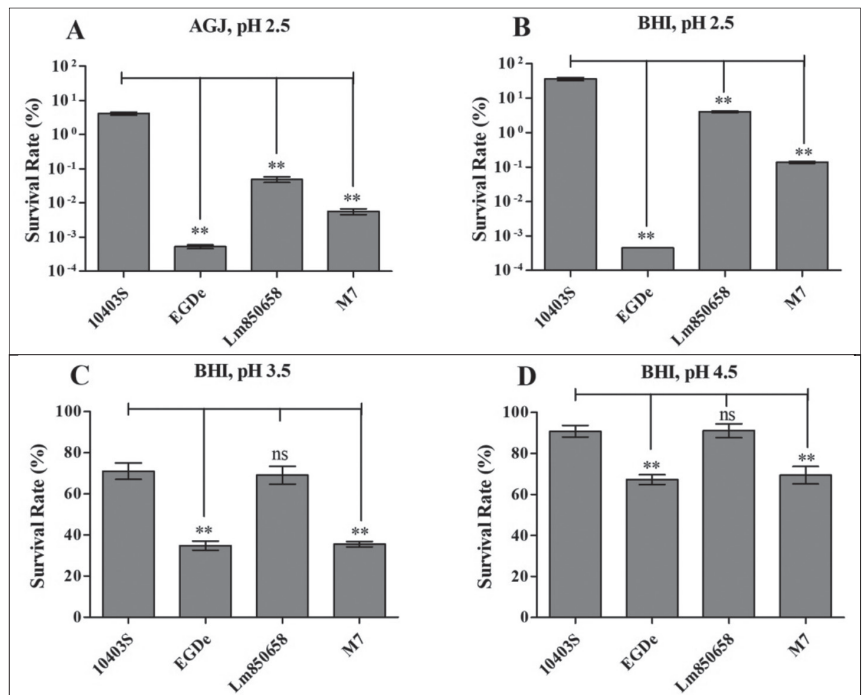 A
AGJ, pH 2.5
Survival Rate (%)
10²
10¹
10⁰
10⁻¹
10⁻²
10⁻³
10⁻⁴
**
**
**
10403S
EGDe
Lm850658
M7
B
BHI, pH 2.5
Survival Rate (%)
10²
10¹
10⁰
10⁻¹
10⁻²
10⁻³
10⁻⁴
**
**
**
10403S
EGDe
Lm850658
M7
C
BHI, pH 3.5
Survival Rate (%)
100
80
60
40
20
0
**
ns
**
10403S
EGDe
Lm850658
M7
D
BHI, pH 4.5
Survival Rate (%)
100
80
60
40
20
0
**
ns
**
10403S
EGDe
Lm850658
M7